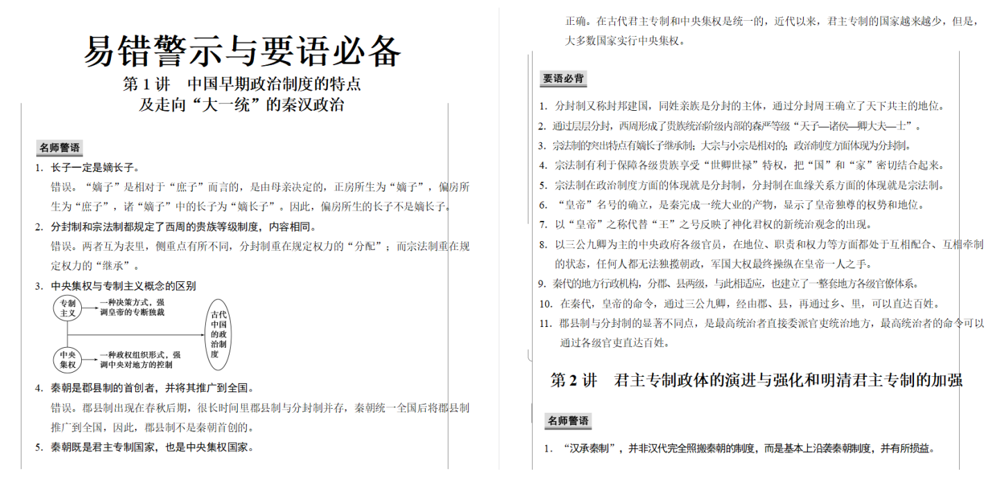 易错警示与要语必备
第1讲 中国早期政治制度的特点
及走向“大一统”的秦汉政治
名师警语
1．长子一定是嫡长子。
错误。“嫡子”是相对于“庶子”而言的，是由母亲决定的，正房所生为“嫡子”，偏房所
生为“庶子”，诸“嫡子”中的长子为“嫡长子”。因此，偏房所生的长子不是嫡长子。
2．分封制和宗法制都规定了西周的贵族等级制度，内容相同。
错误。两者互为表里，侧重点有所不同，分封制重在规定权力的“分配”；而宗法制重在规
定权力的“继承”。
3．中央集权与专制主义概念的区别
专制
主义
一种决策方式，强
调皇帝的专断独裁
古代
中国
的政
治制
度
中央
集权
一种政权组织形式，强
调中央对地方的控制
4．秦朝是郡县制的首创者，并将其推广到全国。
错误。郡县制出现在春秋后期，很长时间里郡县制与分封制并存，秦朝统一全国后将郡县制
推广到全国，因此，郡县制不是秦朝首创的。
5．秦朝既是君主专制国家，也是中央集权国家。
正确。在古代君主专制和中央集权是统一的，近代以来，君主专制的国家越来越少，但是，
大多数国家实行中央集权。
要语必背
1．分封制又称封邦建国，同姓亲族是分封的主体，通过分封周王确立了天下共主的地位。
2．通过层层分封，西周形成了贵族统治阶级内部的森严等级“天子—诸侯—卿大夫—士”。
3．宗法制的突出特点有嫡长子继承制；大宗与小宗是相对的；政治制度方面体现为分封制。
4．宗法制有利于保障各级贵族享受“世卿世禄”特权，把“国”和“家”密切结合起来。
5．宗法制在政治制度方面的体现就是分封制，分封制在血缘关系方面的体现就是宗法制。
6．“皇帝”名号的确立，是秦完成一统大业的产物，显示了皇帝独尊的权势和地位。
7．以“皇帝”之称代替“王”之号反映了神化君权的新统治观念的出现。
8．以三公九卿为主的中央政府各级官员，在地位、职责和权力等方面都处于互相配合、互相牵制
的状态，任何人都无法独揽朝政，军国大权最终操纵在皇帝一人之手。
9．秦代的地方行政机构，分郡、县两级，与此相适应，也建立了一整套地方各级官僚体系。
10．在秦代，皇帝的命令，通过三公九卿，经由郡、县，再通过乡、里，可以直达百姓。
11．郡县制与分封制的显著不同点，是最高统治者直接委派官吏统治地方，最高统治者的命令可以
通过各级官吏直达百姓。
第2讲 君主专制政体的演进与强化和明清君主专制的加强
名师警语
1．“汉承秦制”，并非汉代完全照搬秦朝的制度，而是基本上沿袭秦朝制度，并有所损益。